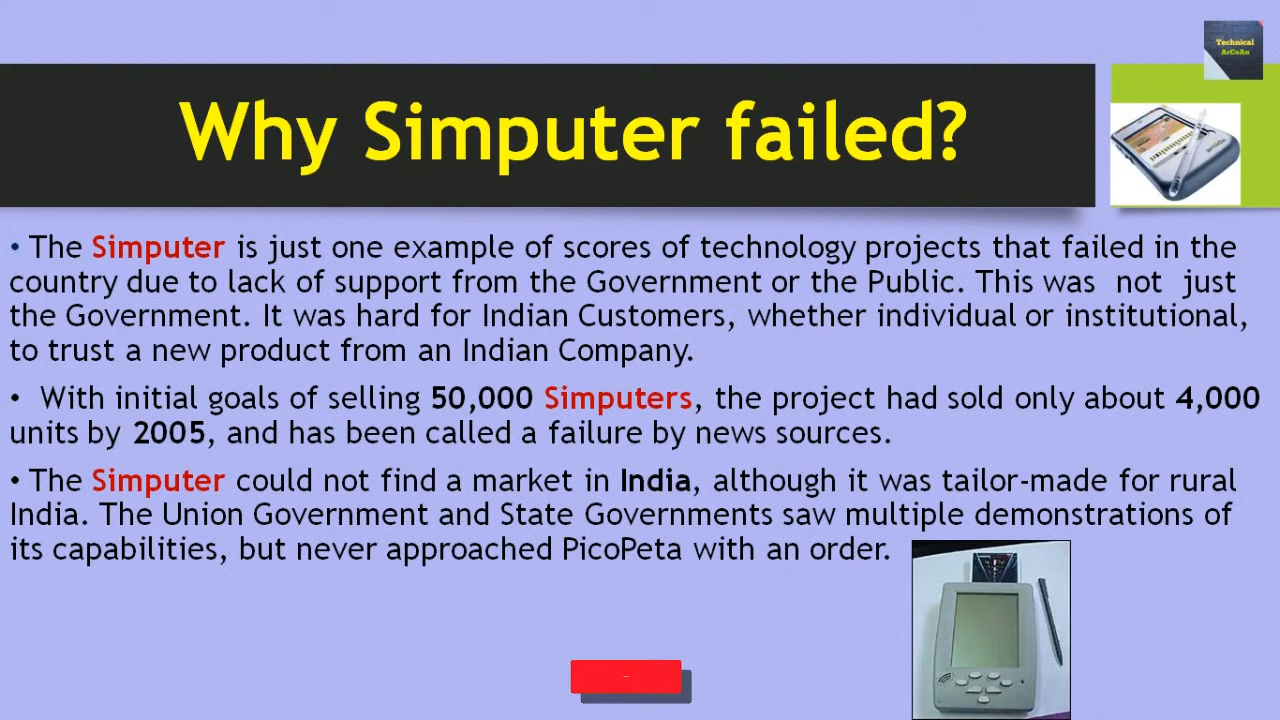 Technical
ArCoAn
Why Simputer failed?
• The Simputer is just one example of scores of technology projects that failed in the
country due to lack of support from the Government or the Public. This was not just
the Government. It was hard for Indian Customers, whether individual or institutional,
to trust a new product from an Indian Company.
• With initial goals of selling 50,000 Simputers, the project had sold only about 4,000
units by 2005, and has been called a failure by news sources.
• The Simputer could not find a market in India, although it was tailor-made for rural
India. The Union Government and State Governments saw multiple demonstrations of
its capabilities, but never approached PicoPeta with an order.